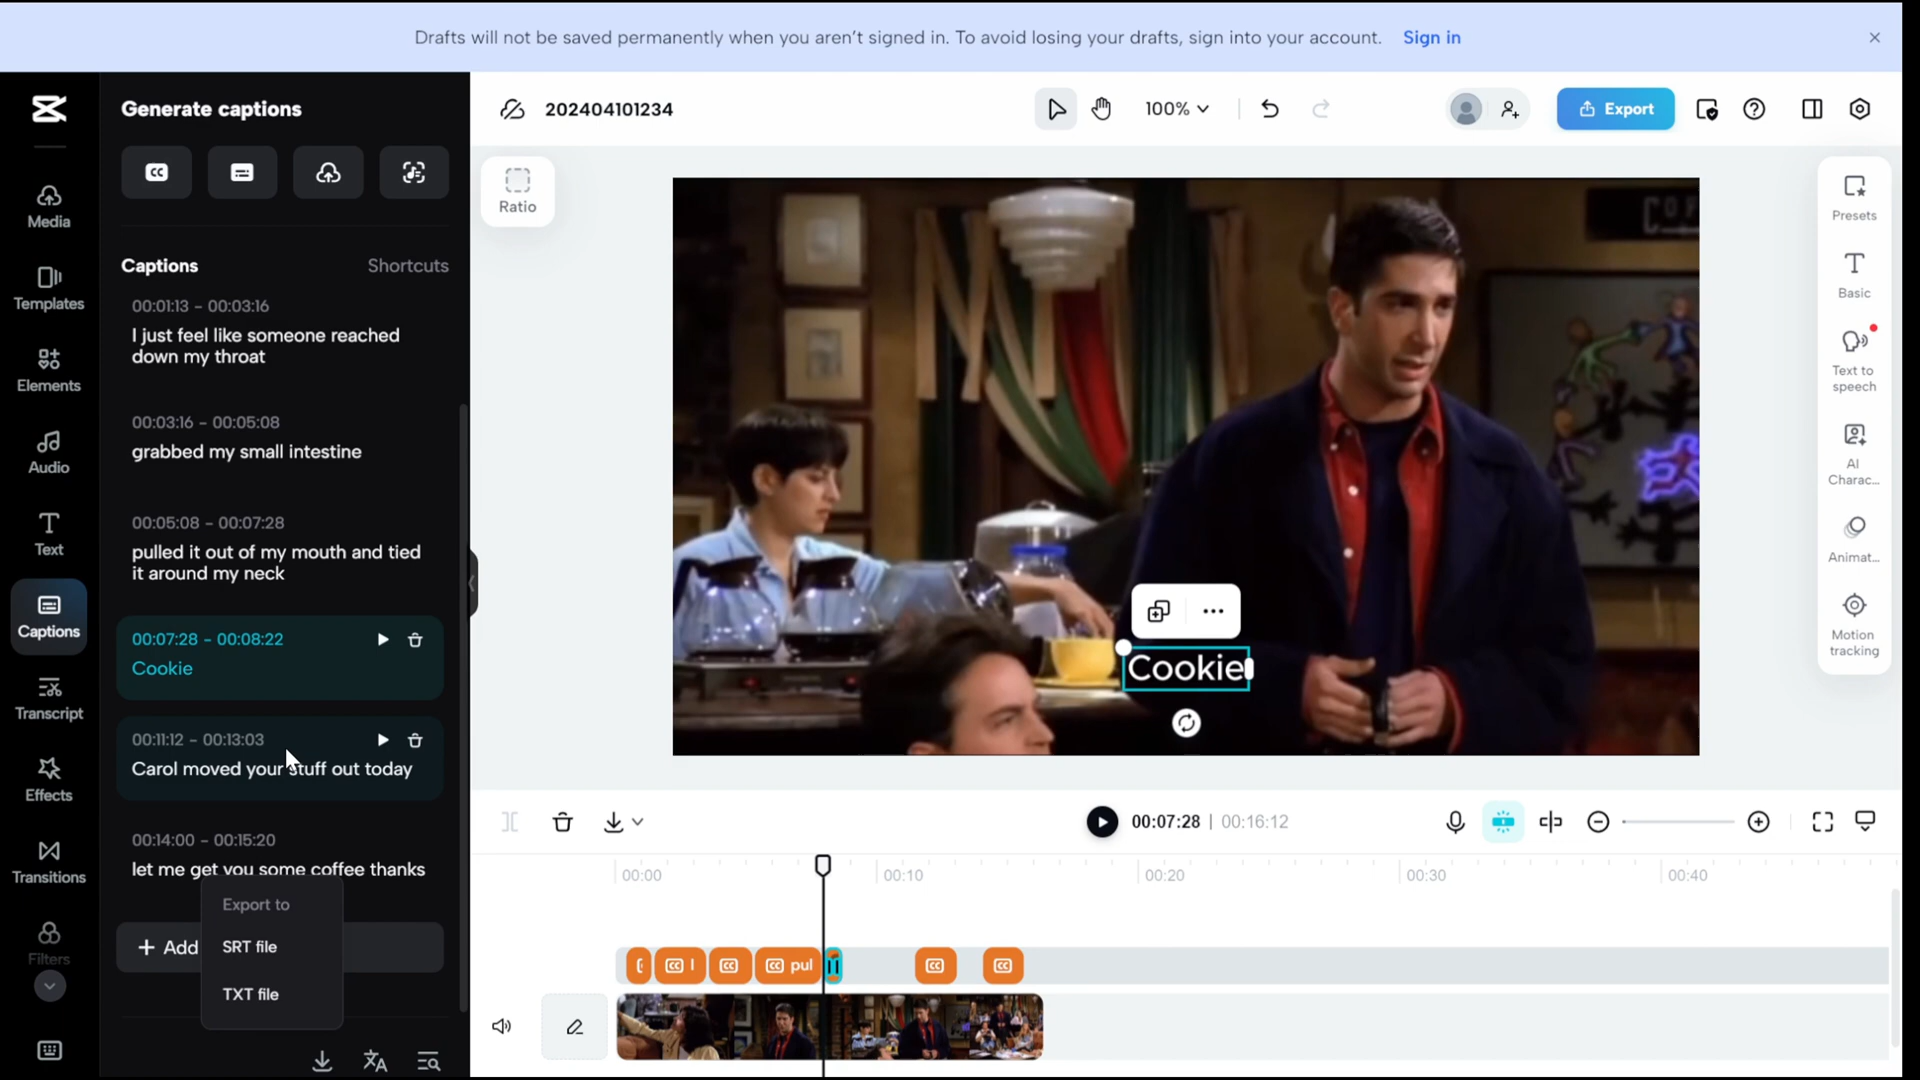 Drafts will not be saved permanently when you aren't signed in. To avoid losing your drafts, sign into your account. Sign in
Generate captions
202404101234
100%
Export
Media
Templates
Elements
Audio
Text
Captions
Transcript
Effects
Transitions
Filters
Captions
Shortcuts
00:01:13 – 00:03:16
I just feel like someone reached
down my throat
00:03:16 – 00:05:08
grabbed my small intestine
00:05:08 – 00:07:28
pulled it out of my mouth and tied
it around my neck
00:07:28 – 00:08:22
Cookie
00:11:12 – 00:13:03
Carol moved your stuff out today
00:14:00 – 00:15:20
let me get you some coffee thanks
+ Add
Export to
SRT file
TXT file
Ratio
Cookie
Presets
Basic
Text to
speech
AI
Charac...
Animat...
Motion
tracking
00:07:28 | 00:16:12
00:00
00:10
00:20
00:30
00:40
CC
CC I
CC
CC pul
CC
CC